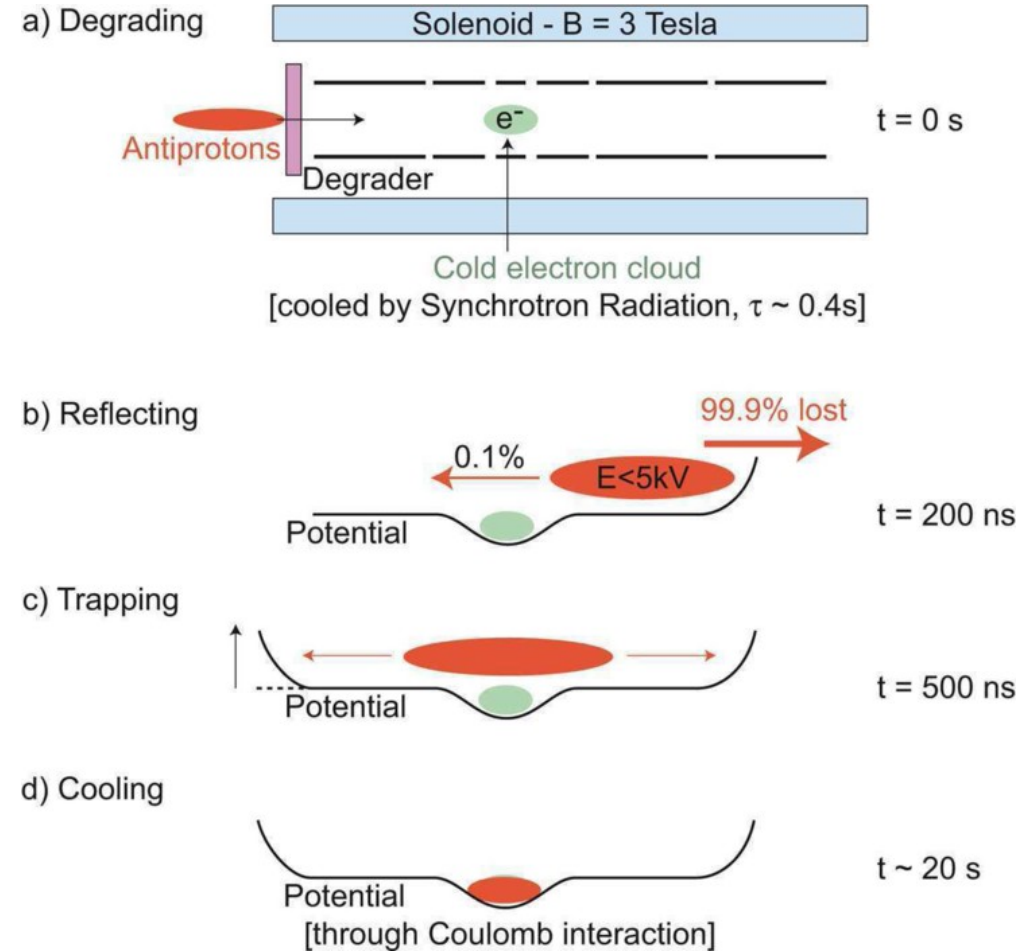 a) Degrading
Solenoid - B = 3 Tesla
e-
t = 0 s
Antiprotons
Degrader
Cold electron cloud
[cooled by Synchrotron Radiation, τ ~ 0.4s]
b) Reflecting
99.9% lost
0.1%
E<5kV
Potential
t = 200 ns
c) Trapping
Potential
t = 500 ns
d) Cooling
Potential
t ~ 20 s
[through Coulomb interaction]